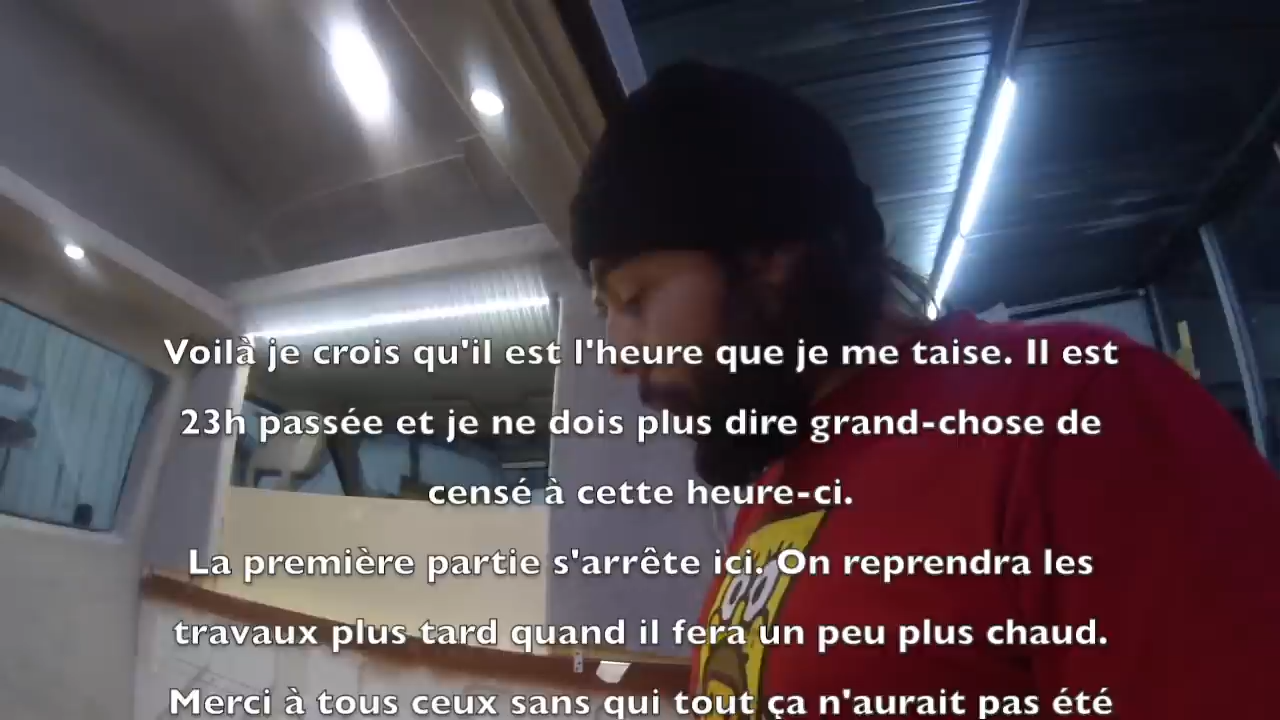 Voilà je crois qu'il est l'heure que je me taise. Il est
23h passée et je ne dois plus dire grand-chose de
censé à cette heure-ci.
La première partie s'arrête ici. On reprendra les
travaux plus tard quand il fera un peu plus chaud.
Merci à tous ceux sans qui tout ça n'aurait pas été